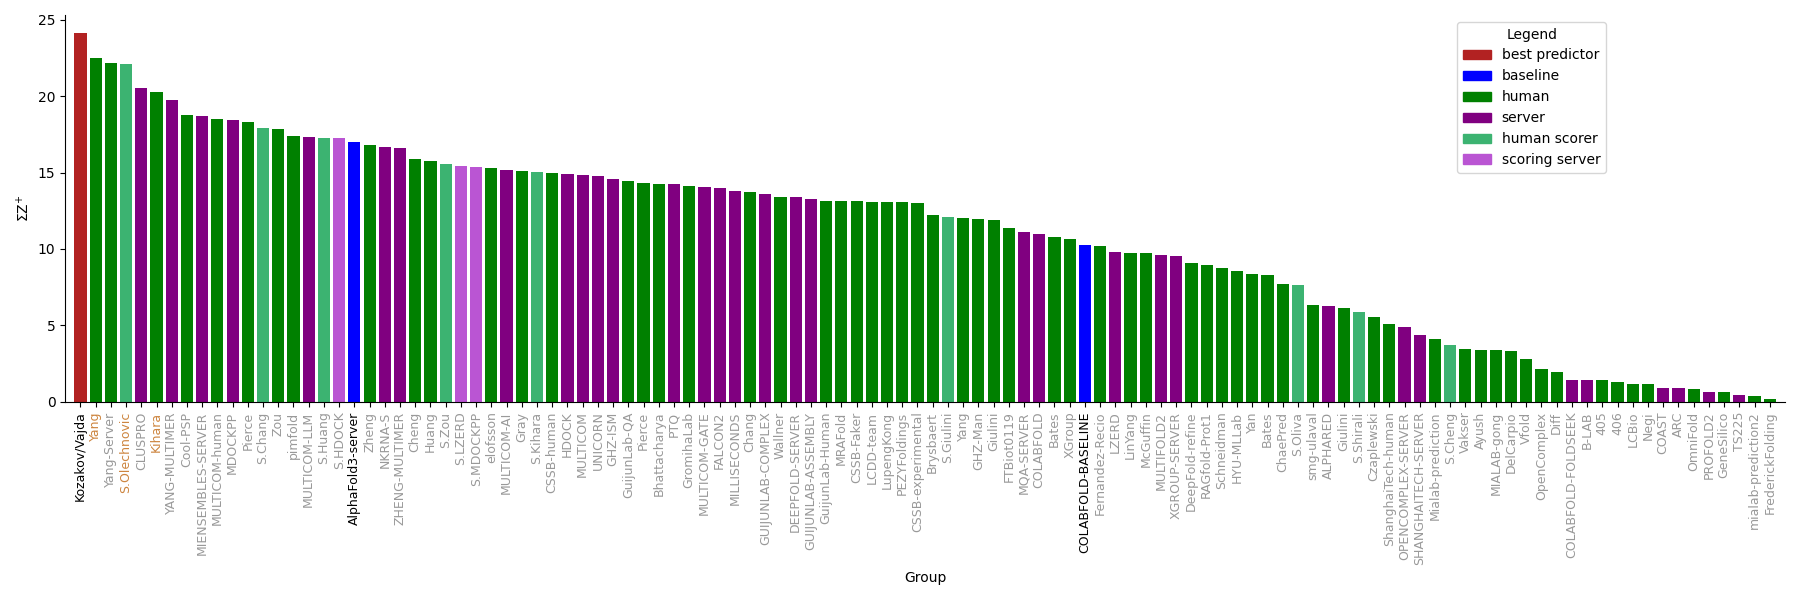 25
20
15
10
5
0
ΣZ+
Legend
best predictor
baseline
human
server
human scorer
scoring server
Kozakov/Vajda
Yang
Yang-Server
S.Olechnovic
CLUSPRO
Kihara
YANG-MULTIMER
Cool-PSP
MIENSEMBLES-SERVER
MULTICOM-human
MDOCKPP
Pierce
S.Chang
Zou
pimfold
MULTICOM-LLM
S.Huang
S.HDOCK
AlphaFold3-server
Zheng
NKRNA-S
ZHENG-MULTIMER
Cheng
Huang
S.Zou
S.LZERD
S.MDOCKPP
elofsson
MULTICOM-AI
Gray
S.Kihara
CSSB-human
HDOCK
MULTICOM
UNICORN
GHZ-ISM
GuijunLab-QA
Pierce
Bhattacharya
PTQ
GromihaLab
MULTICOM-GATE
FALCON2
MILLISECONDS
Chang
GUIJUNLAB-COMPLEX
Wallner
DEEPFOLD-SERVER
GUIJUNLAB-ASSEMBLY
GuijunLab-Human
MRAFold
CSSB-Faker
LCDD-team
LupengKong
PEZYFoldings
CSSB-experimental
Brysbaert
S.Giulini
Yang
GHZ-Man
Giulini
FTBiot0119
MQA-SERVER
COLABFOLD
Bates
XGroup
COLABFOLD-BASELINE
Fernandez-Recio
LZERD
LinYang
McGuffin
MULTIFOLD2
XGROUP-SERVER
DeepFold-refine
RAGfold-Prot1
Schneidman
HYU-MLLab
Yan
Bates
ChaePred
S.Oliva
smg-ulaval
ALPHARED
Giulini
S.Shirali
Czaplewski
ShanghaiTech-human
OPENCOMPLEX-SERVER
SHANGHAITECH-SERVER
Mialab-prediction
S.Cheng
Vakser
Ayush
MIALAB-gong
DelCarpio
Vfold
OpenComplex
Diff
COLABFOLD-FOLDSEEK
B-LAB
405
406
LCBio
Negi
COAST
ARC
OmniFold
PROFOLD2
GeneSilico
TS225
mialab-prediction2
FrederickFolding
Group